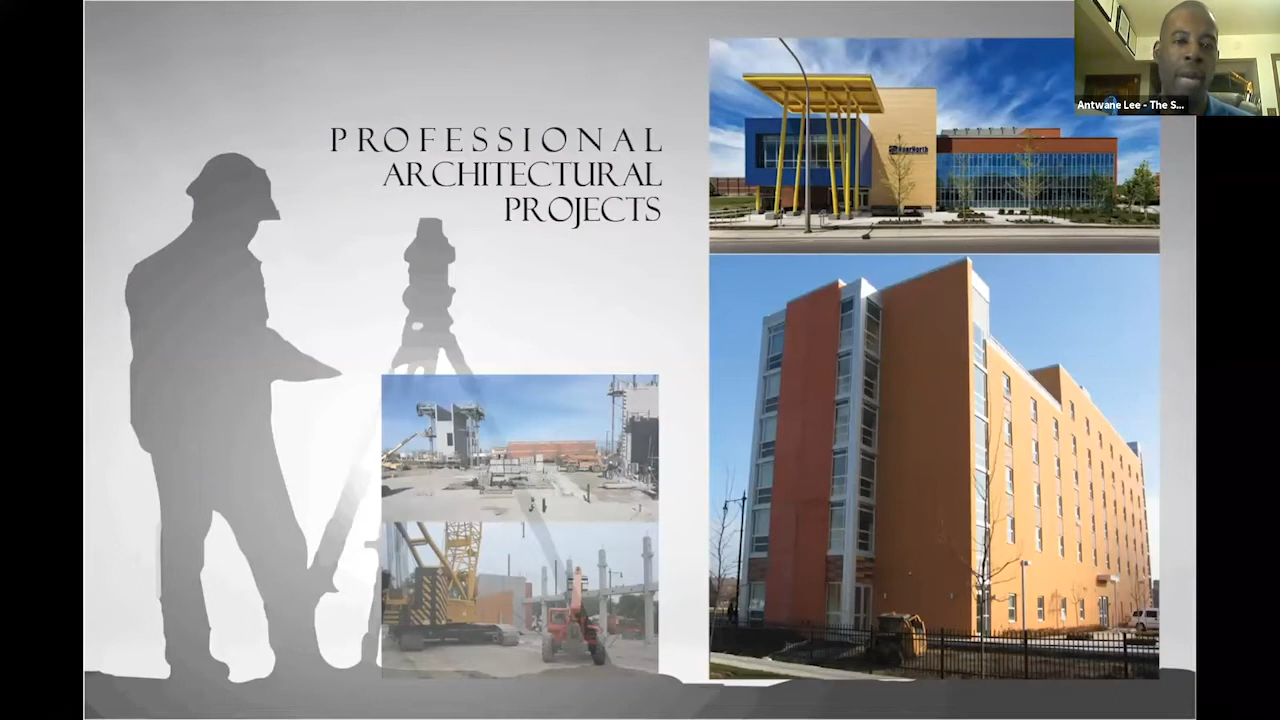 PROFESSIONAL
ARCHITECTURAL
PROJECTS
Antwane Lee - The S...